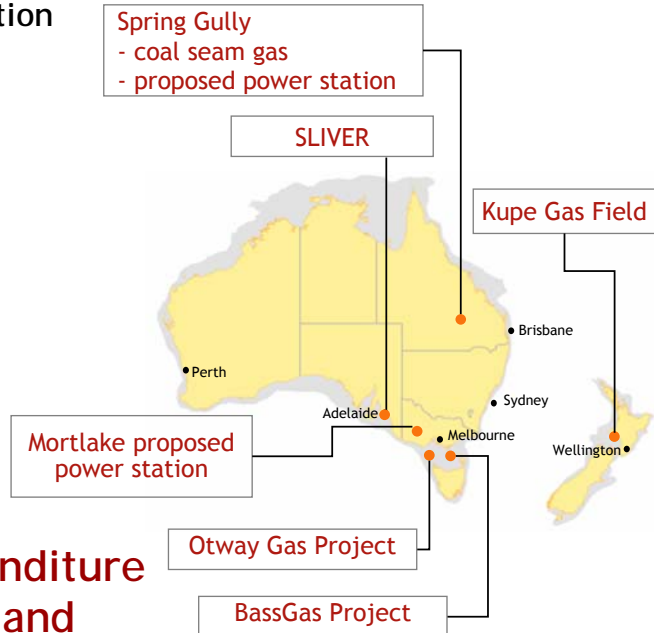 tion
Spring Gully
- coal seam gas
- proposed power station
SLIVER
Kupe Gas Field
Brisbane
Perth
Sydney
Adelaide
Melbourne
Wellington
Mortlake proposed
power station
Otway Gas Project
nditure
and
BassGas Project